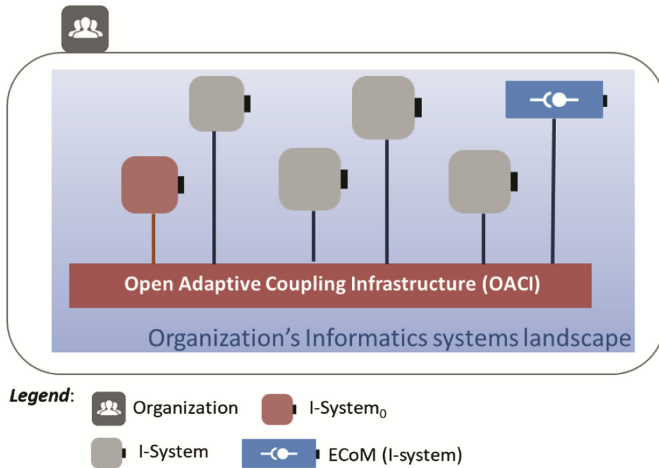 Open Adaptive Coupling Infrastructure (OACI)
Organization's Informatics systems landscape
Legend:
Organization
I-System₀
I-System
ECoM (I-system)